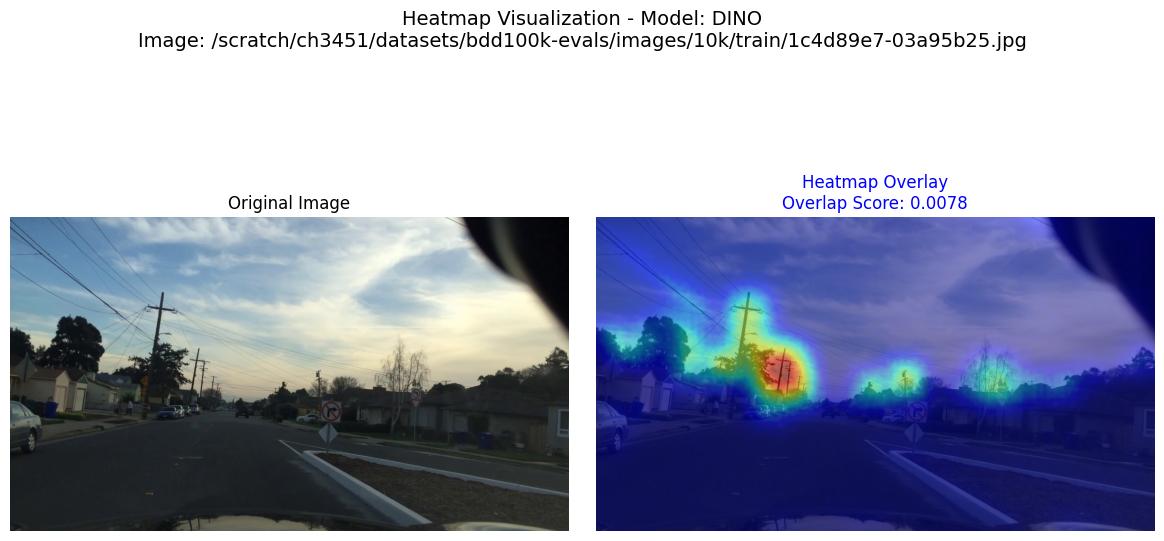 Heatmap Visualization - Model: DINO
Image: /scratch/ch3451/datasets/bdd100k-evals/images/10k/train/1c4d89e7-03a95b25.jpg
Original Image
Heatmap Overlay
Overlap Score: 0.0078